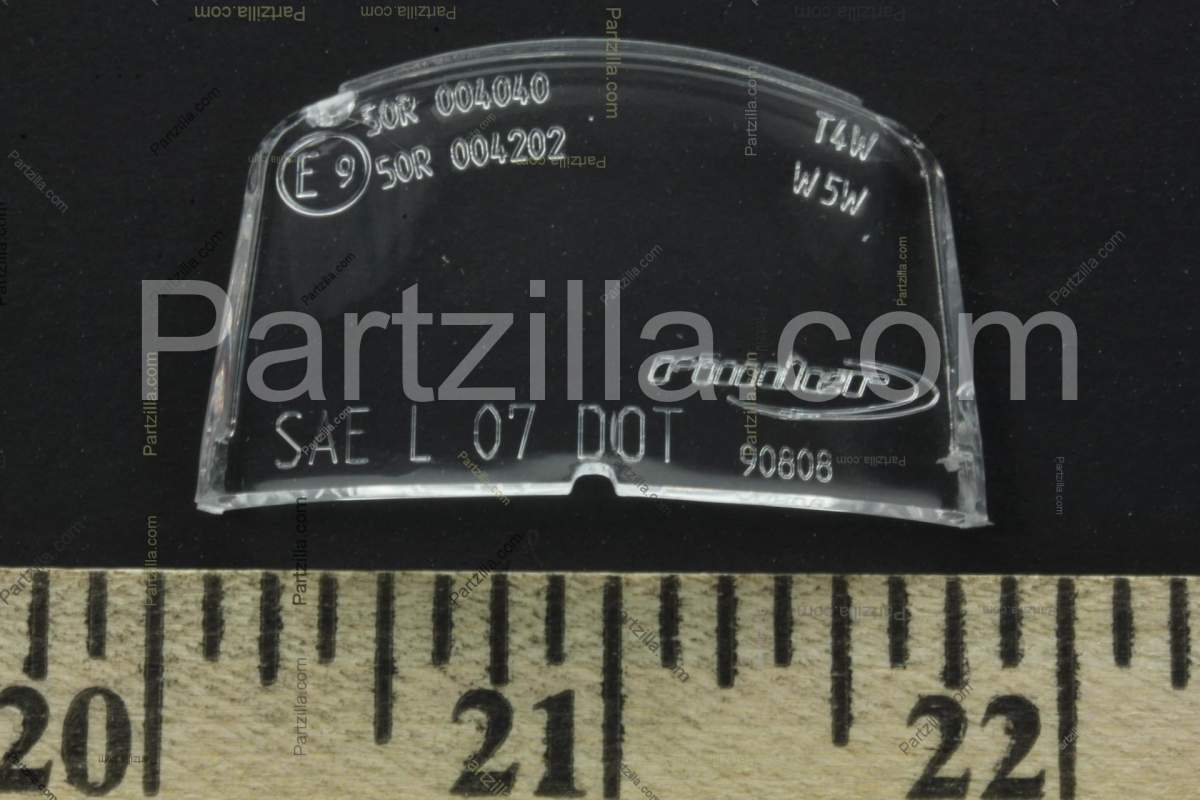 50R 004040
E 9 50R 004202
T4W
W5W
Partzilla.com
SAE L 07 DOT
90808
20 21 22